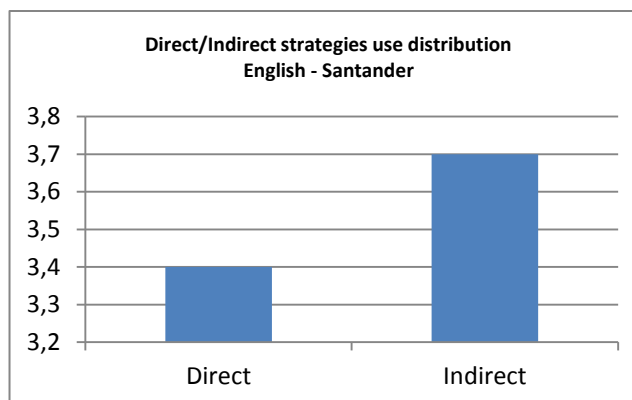 Direct/Indirect strategies use distribution
English - Santander
3,8
3,7
3,6
3,5
3,4
3,3
3,2
Direct Indirect